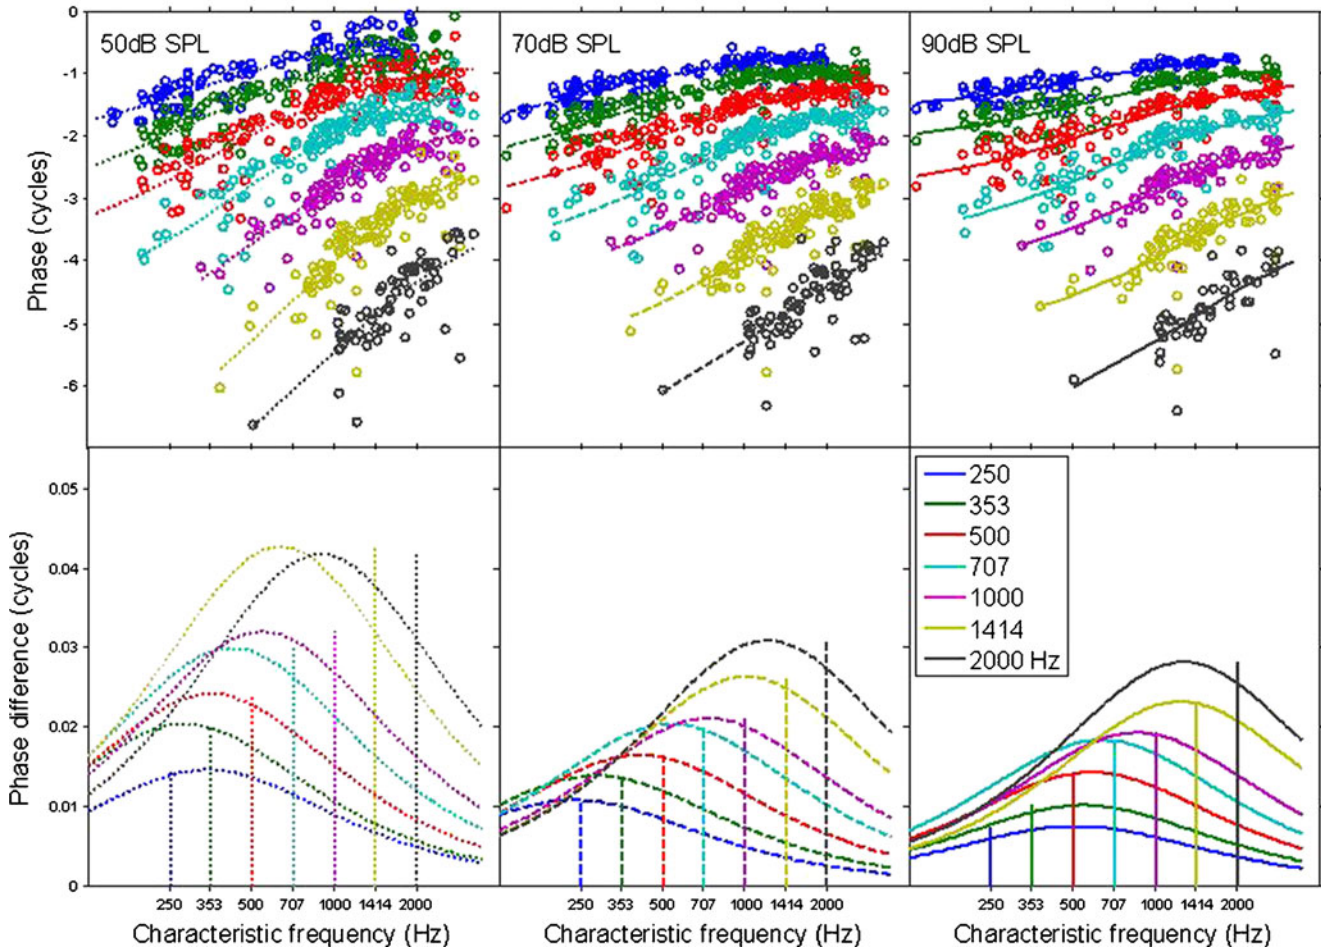 50dB SPL
70dB SPL
90dB SPL
Phase (cycles)
0
-1
-2
-3
-4
-5
-6
Phase difference (cycles)
0.05
0.04
0.03
0.02
0.01
0
250
353
500
707
1000
1414
2000 Hz
250 353 500 707 1000 1414 2000
250 353 500 707 1000 1414 2000
250 353 500 707 1000 1414 2000
Characteristic frequency (Hz)
Characteristic frequency (Hz)
Characteristic frequency (Hz)